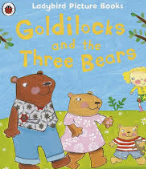 Ladybird Picture Books
Goldilocks
and the
Three Bears